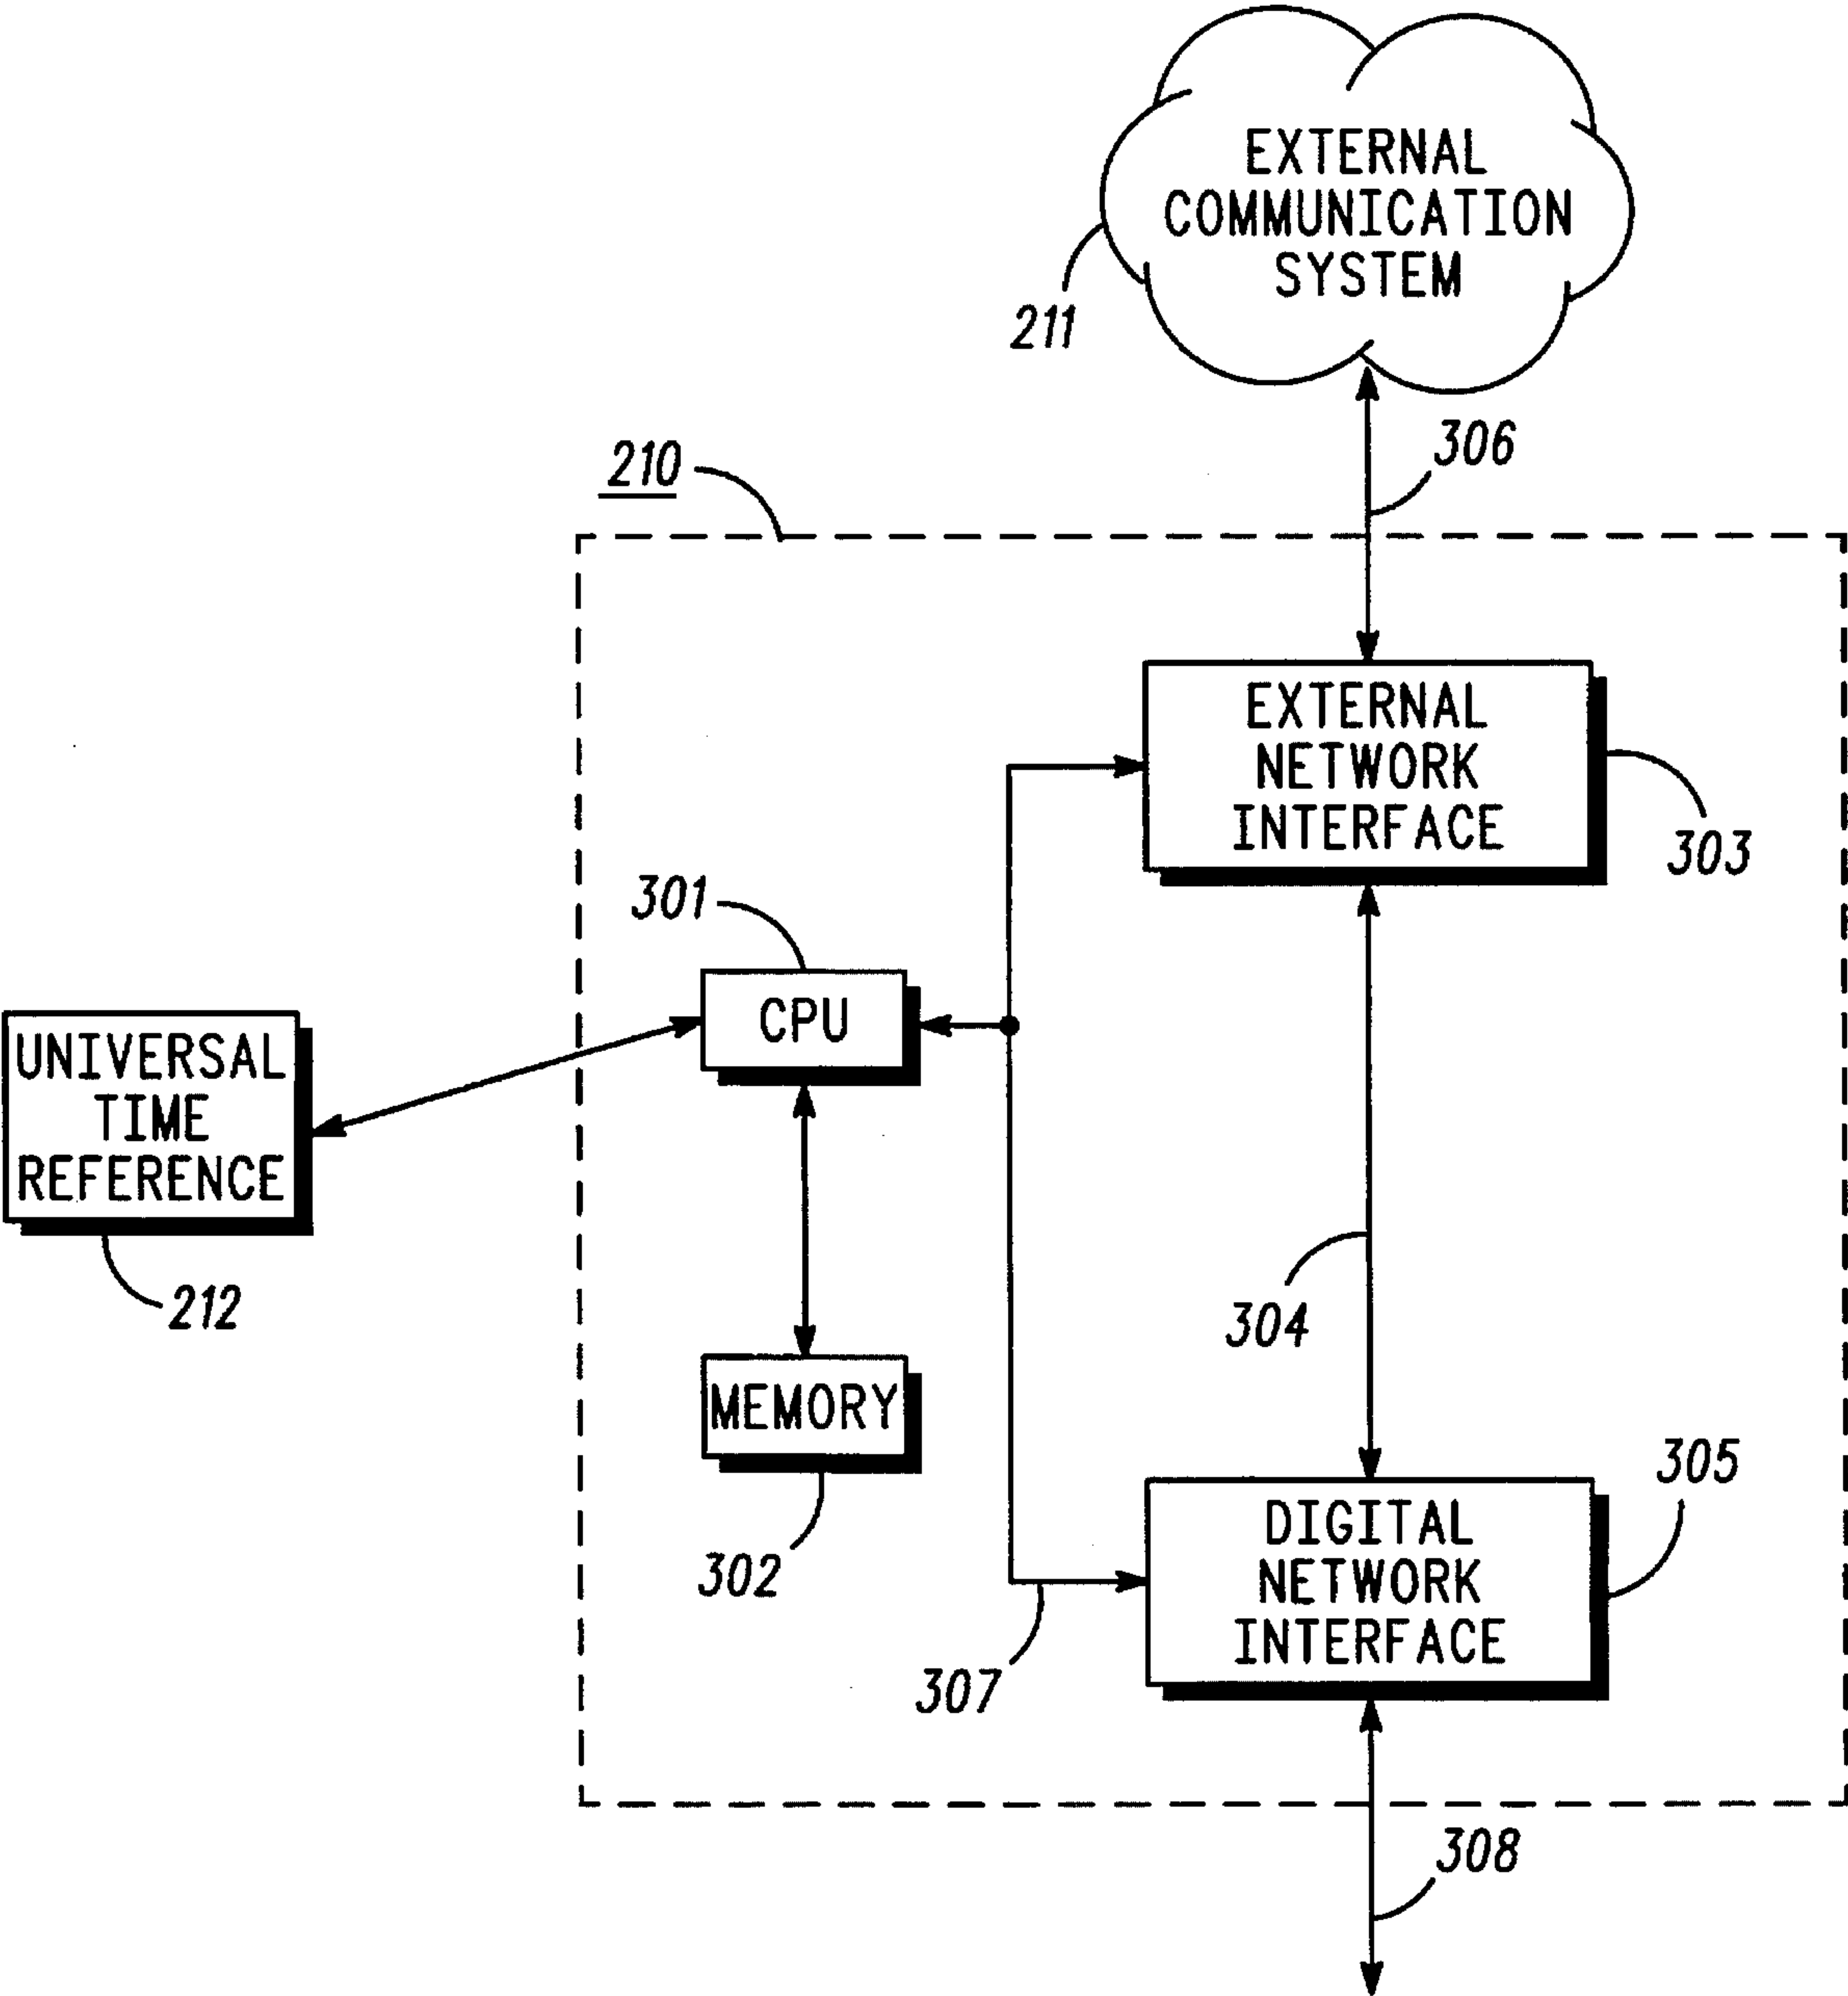 EXTERNAL
COMMUNICATION
SYSTEM
211
306
210
EXTERNAL
NETWORK
INTERFACE
303
301
CPU
UNIVERSAL
TIME
REFERENCE
212
304
MEMORY
302
305
DIGITAL
NETWORK
INTERFACE
307
308